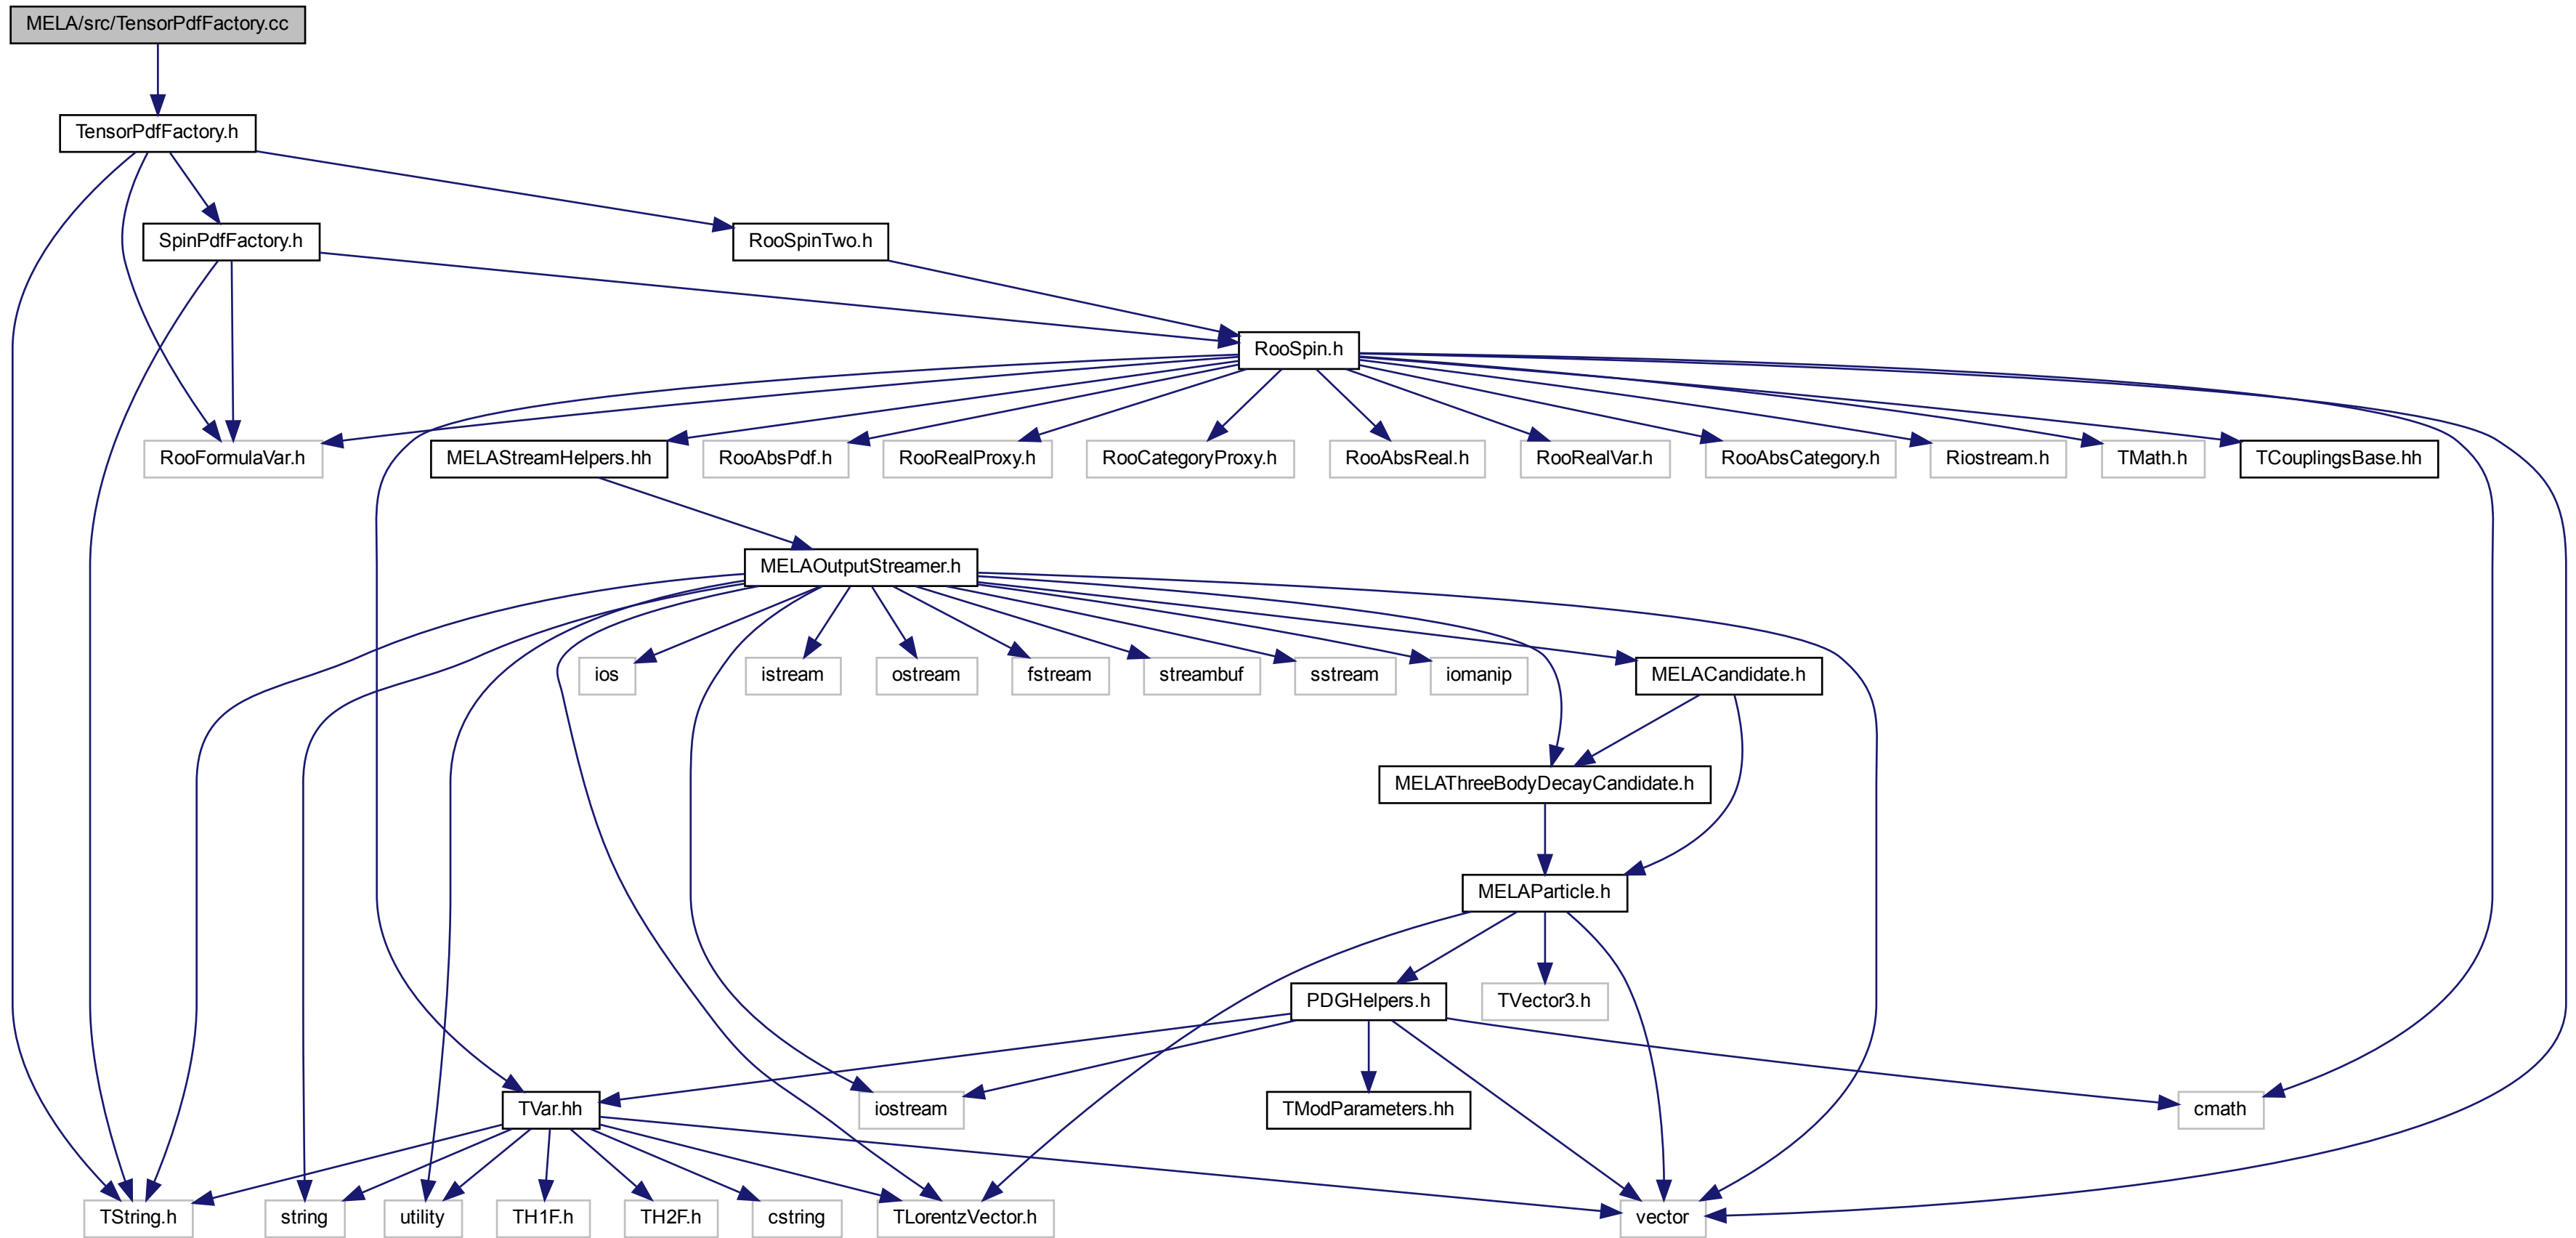 MELA/src/TensorPdfFactory.cc
TensorPdfFactory.h
SpinPdfFactory.h
RooSpinTwo.h
RooSpin.h
RooFormulaVar.h
MELAStreamHelpers.hh
RooAbsPdf.h
RooRealProxy.h
RooCategoryProxy.h
RooAbsReal.h
RooRealVar.h
RooAbsCategory.h
Riostream.h
TMath.h
TCouplingsBase.hh
MELAOutputStreamer.h
ios
istream
ostream
fstream
streambuf
sstream
iomanip
MELACandidate.h
MELAThreeBodyDecayCandidate.h
MELAParticle.h
PDGHelpers.h
TVector3.h
TVar.hh
iostream
TModParameters.hh
cmath
TString.h
string
utility
TH1F.h
TH2F.h
cstring
TLorentzVector.h
vector